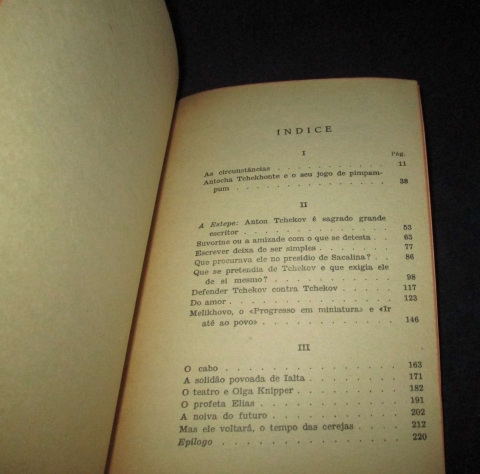 ÍNDICE
I
Pág.
As circunstâncias . . . . . . . . . . . 11
Antocha Tchekhonte e o seu jogo de pimpam-
pum . . . . . . . . . . . . . 38
II
A Estepe: Anton Tchekov é sagrado grande
escritor . . . . . . . . . . . . 53
Suvorine ou a amizade com o que se detesta . . 63
Escrever deixa de ser simples . . . . . . . 77
Que procurava ele no presídio de Sacalina? . . 86
Que se pretendia de Tchekov e que exigia ele
de si mesmo? . . . . . . . . . . 98
Defender Tchekov contra Tchekov . . . . . 117
Do amor . . . . . . . . . . . . . 123
Melikhovo, o «Progresso em miniatura» e «Ir
até ao povo» . . . . . . . . . . 146
III
O cabo . . . . . . . . . . . . . 163
A solidão povoada de Ialta . . . . . . . . 171
O teatro e Olga Knipper . . . . . . . . . 182
O profeta Elias . . . . . . . . . . . 191
A noiva do futuro . . . . . . . . . . 202
Mas ele voltará, o tempo das cerejas . . . . 212
Epílogo . . . . . . . . . . . . . 220